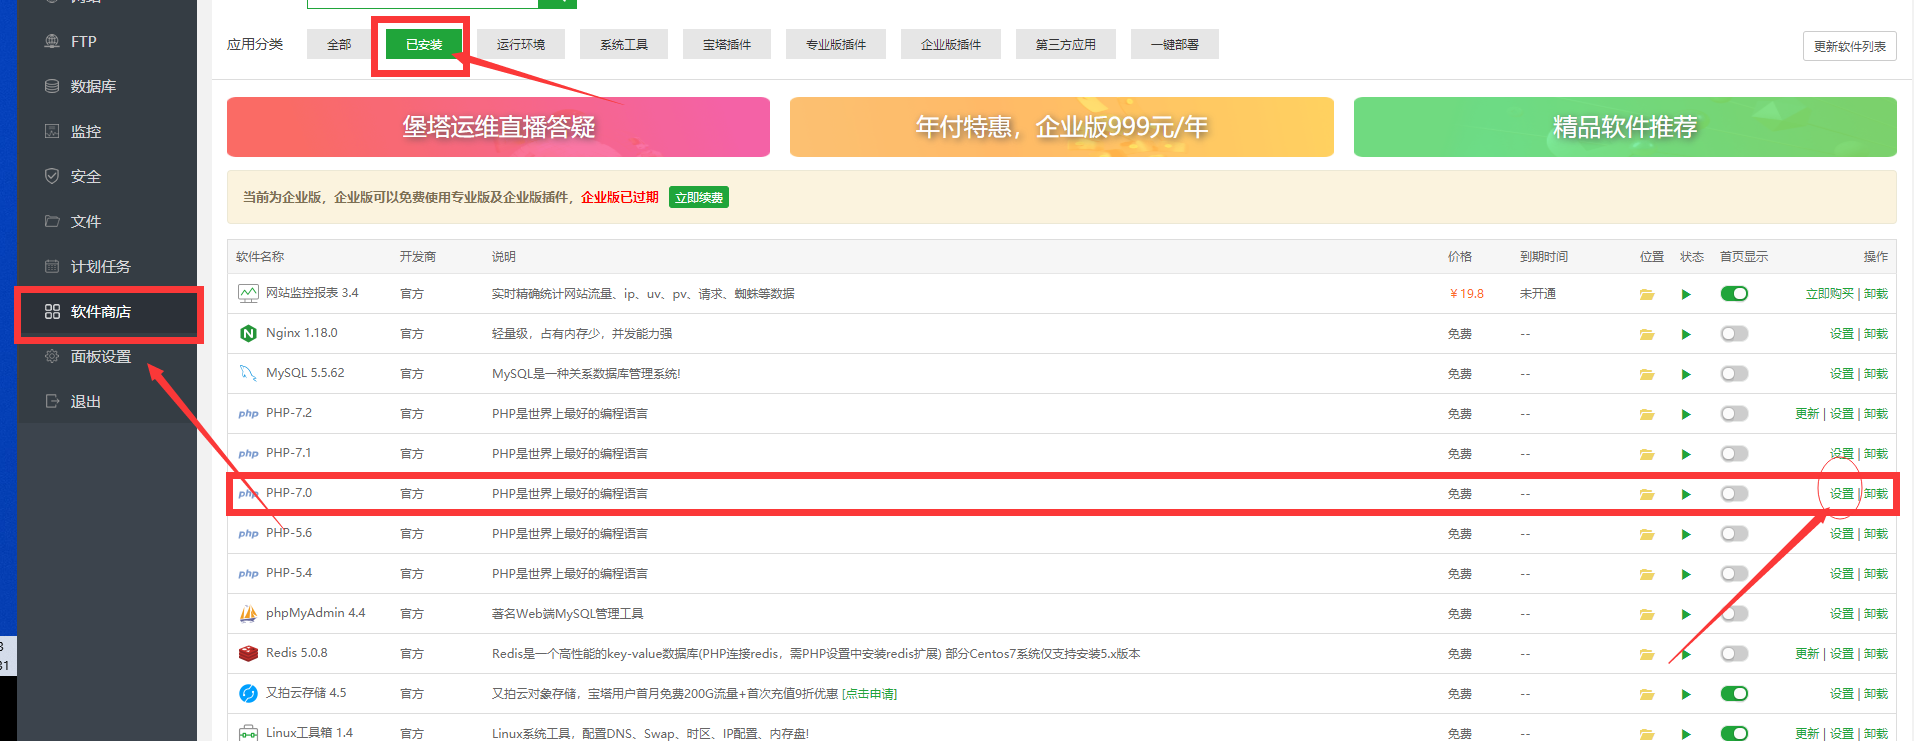 FTP
数据库
监控
安全
文件
计划任务
软件商店
面板设置
退出
应用分类
全部
已安装
运行环境
系统工具
宝塔插件
专业版插件
企业版插件
第三方应用
一键部署
更新软件列表
堡塔运维直播答疑
年付特惠，企业版999元/年
精品软件推荐
当前为企业版，企业版可以免费使用专业版及企业版插件，企业版已过期 立即续费
软件名称 开发商 说明 价格 到期时间 位置 状态 首页显示 操作
网站监控报表 3.4 官方 实时精确统计网站流量、ip、uv、pv、请求、蜘蛛等数据 ￥19.8 未开通 立即购买 | 卸载
Nginx 1.18.0 官方 轻量级，占有内存少，并发能力强 免费 -- 设置 | 卸载
MySQL 5.5.62 官方 MySQL是一种关系数据库管理系统! 免费 -- 设置 | 卸载
php PHP-7.2 官方 PHP是世界上最好的编程语言 免费 -- 更新 | 设置 | 卸载
php PHP-7.1 官方 PHP是世界上最好的编程语言 免费 -- 设置 | 卸载
php PHP-7.0 官方 PHP是世界上最好的编程语言 免费 -- 设置 | 卸载
php PHP-5.6 官方 PHP是世界上最好的编程语言 免费 -- 设置 | 卸载
php PHP-5.4 官方 PHP是世界上最好的编程语言 免费 -- 设置 | 卸载
phpMyAdmin 4.4 官方 著名Web端MySQL管理工具 免费 -- 设置 | 卸载
Redis 5.0.8 官方 Redis是一个高性能的key-value数据库(PHP连接redis，需PHP设置中安装redis扩展) 部分Centos7系统仅支持安装5.x版本 免费 -- 更新 | 设置 | 卸载
又拍云存储 4.5 官方 又拍云对象存储，宝塔用户首月免费200G流量+首次充值9折优惠 [点击申请] 免费 -- 设置 | 卸载
Linux工具箱 1.4 官方 Linux系统工具，配置DNS、Swap、时区、IP配置、内存盘! 免费 -- 更新 | 设置 | 卸载